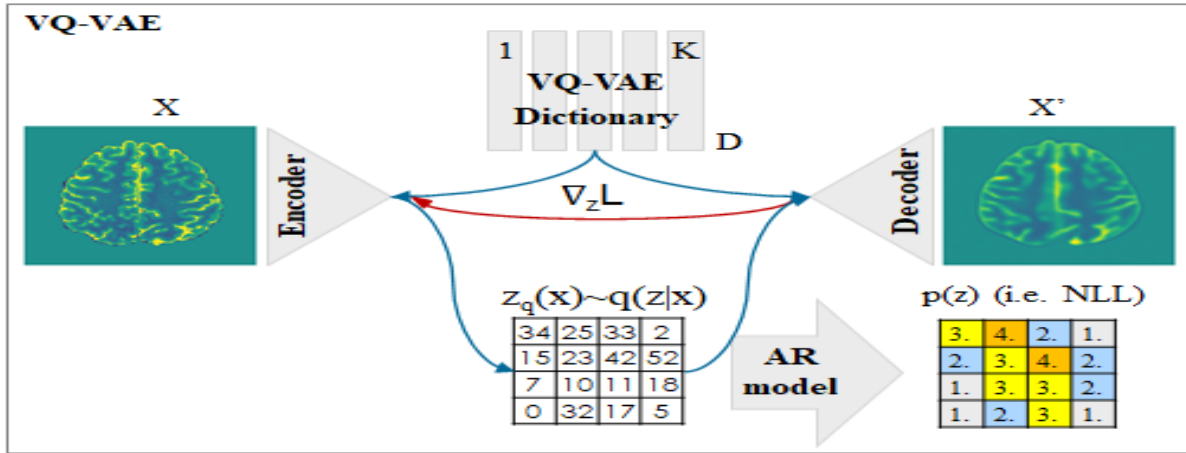 VQ-VAE
1 K
VQ-VAE
Dictionary
D
X
X'
Encoder
Decoder
∇zL
zq(x)~q(z|x)
34 25 33 2
15 23 42 52
7 10 11 18
0 32 17 5
AR
model
p(z) (i.e. NLL)
3. 4. 2. 1.
2. 3. 4. 2.
1. 3. 3. 2.
1. 2. 3. 1.